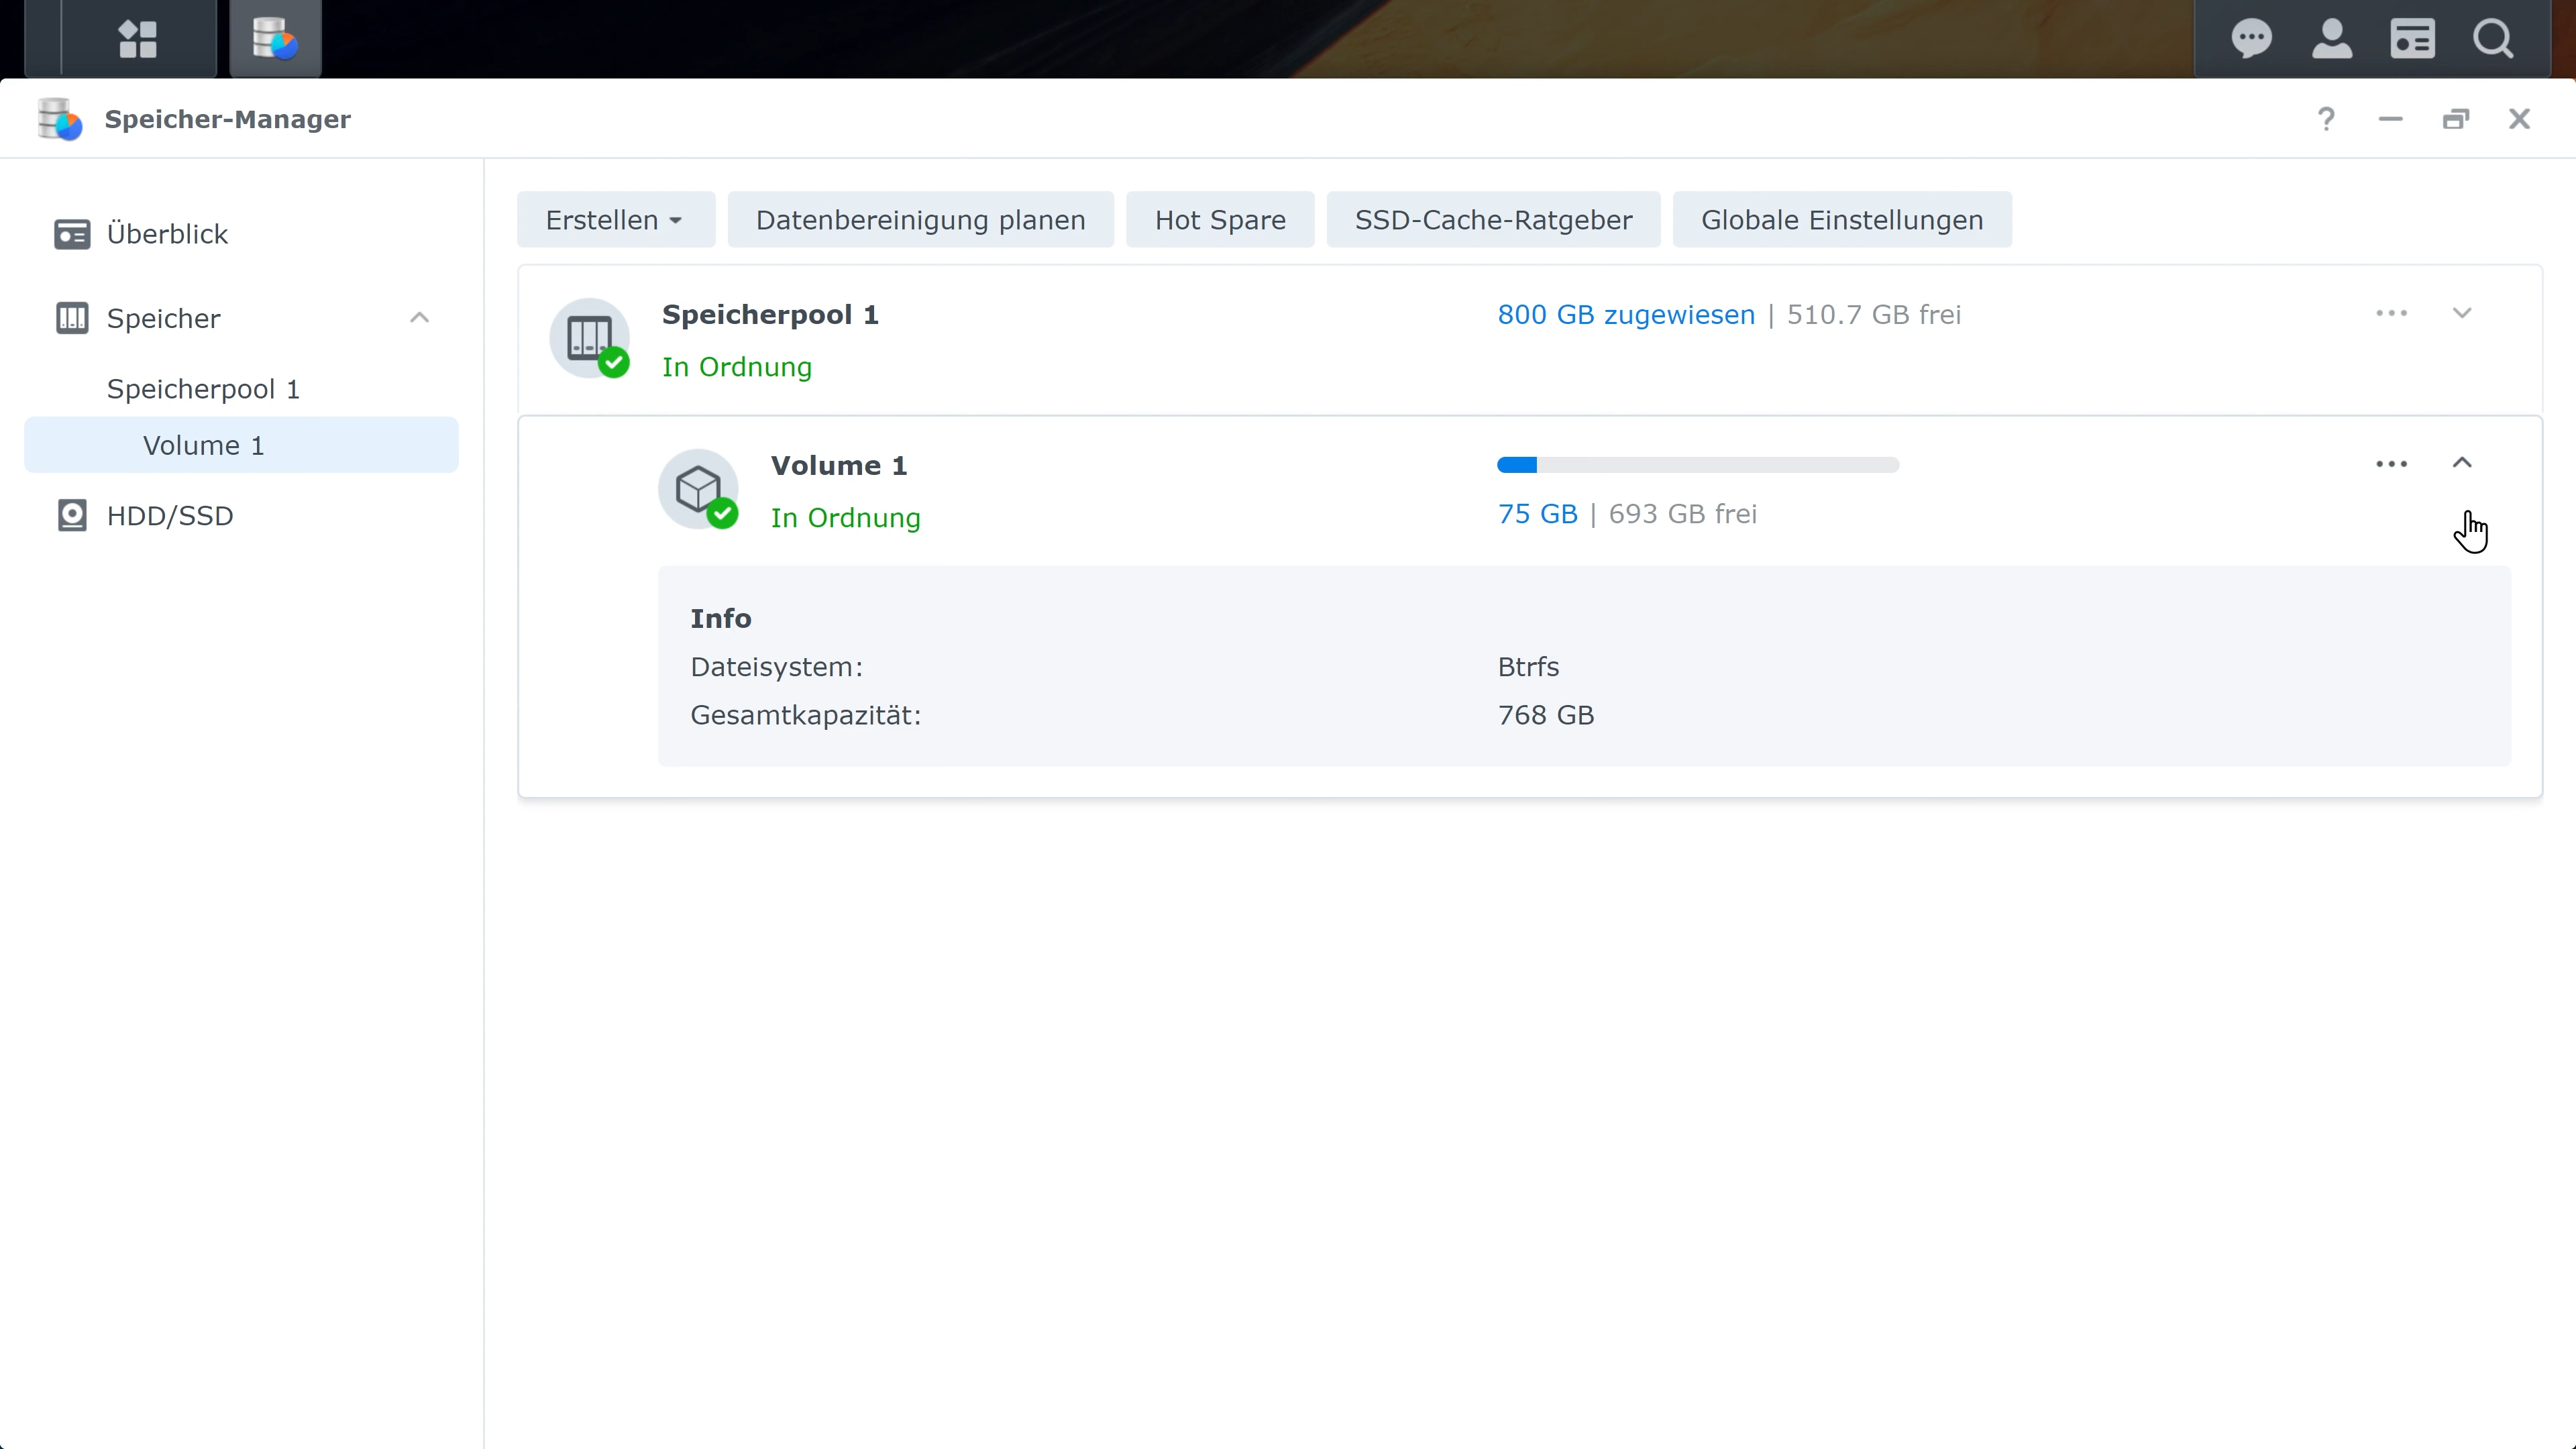 Speicher-Manager
Überblick
Speicher
Speicherpool 1
Volume 1
HDD/SSD
Erstellen
Datenbereinigung planen
Hot Spare
SSD-Cache-Ratgeber
Globale Einstellungen
Speicherpool 1
800 GB zugewiesen | 510.7 GB frei
In Ordnung
Volume 1
In Ordnung
75 GB | 693 GB frei
Info
Dateisystem: Btrfs
Gesamtkapazität: 768 GB